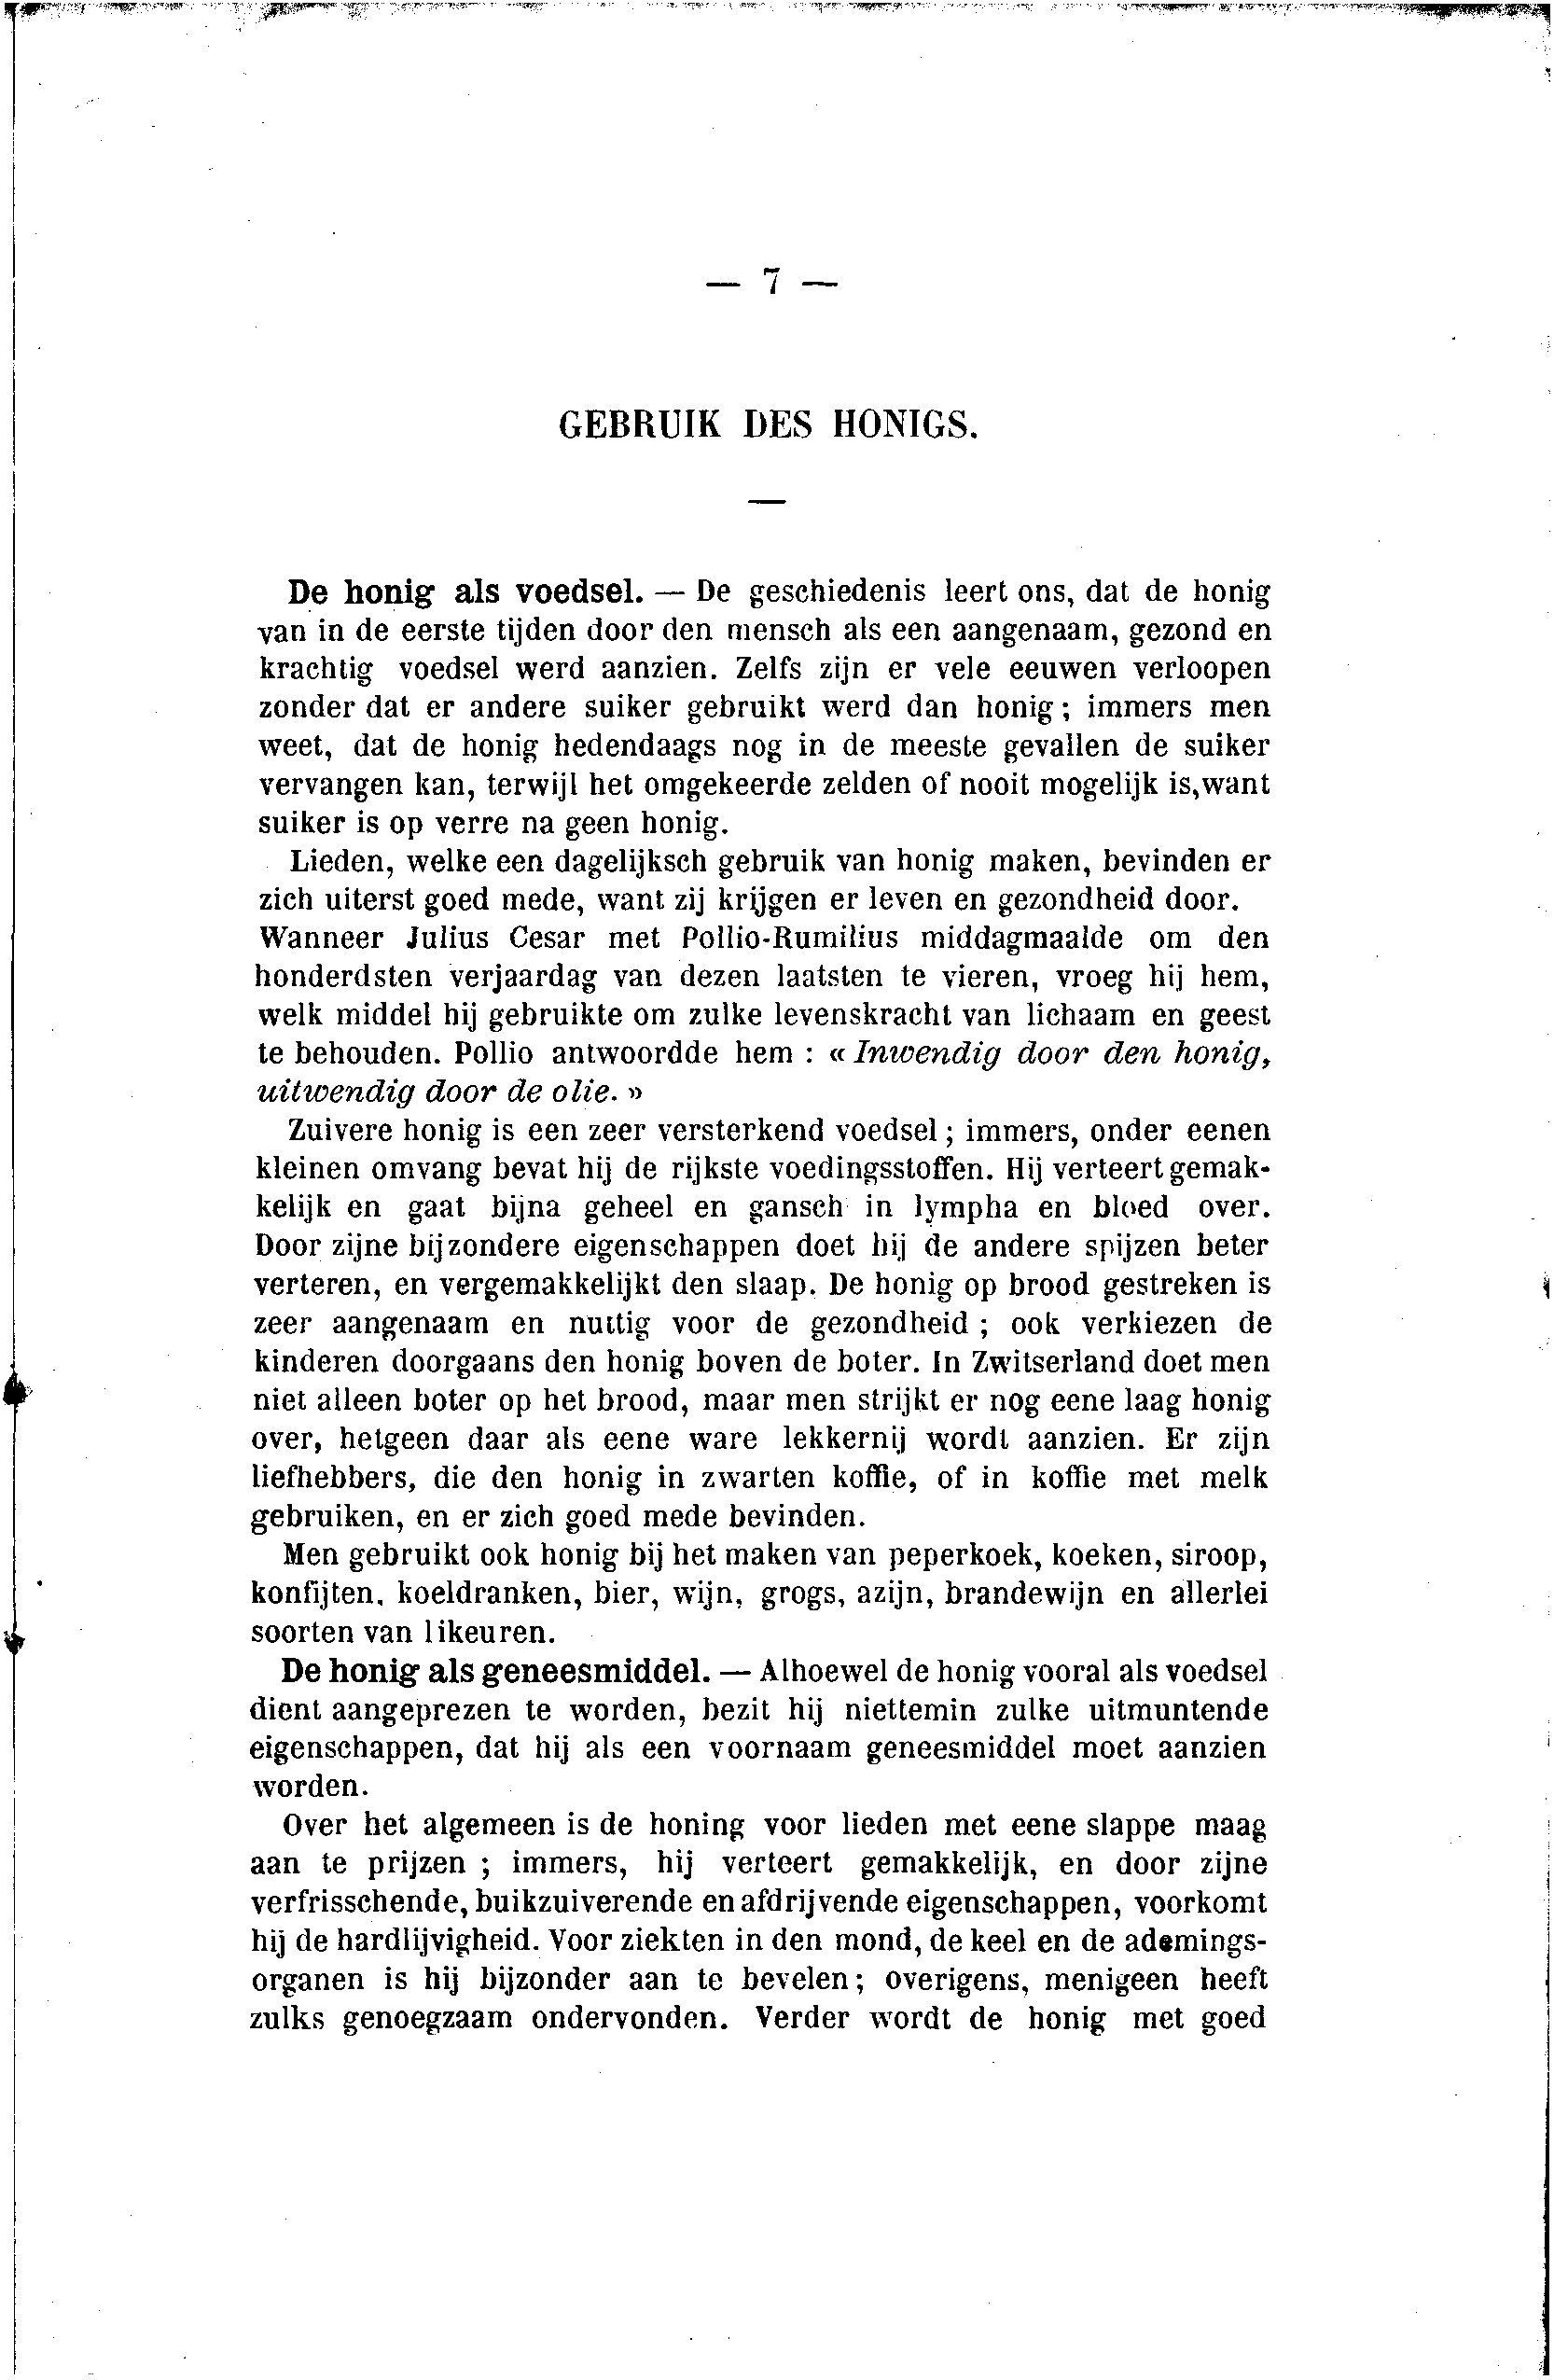 — 7 —
GEBRUIK DES HONIGS.
—
De honig als voedsel. — De geschiedenis leert ons, dat de honig
van in de eerste tijden door den mensch als een aangenaam, gezond en
krachtig voedsel werd aanzien. Zelfs zijn er vele eeuwen verloopen
zonder dat er andere suiker gebruikt werd dan honig; immers men
weet, dat de honig hedendaags nog in de meeste gevallen de suiker
vervangen kan, terwijl het omgekeerde zelden of nooit mogelijk is,want
suiker is op verre na geen honig.
Lieden, welke een dagelijksch gebruik van honig maken, bevinden er
zich uiterst goed mede, want zij krijgen er leven en gezondheid door.
Wanneer Julius Cesar met Pollio-Rumilius middagmaalde om den
honderdsten verjaardag van dezen laatsten te vieren, vroeg hij hem,
welk middel hij gebruikte om zulke levenskracht van lichaam en geest
te behouden. Pollio antwoordde hem : « Inwendig door den honig,
uitwendig door de olie. »
Zuivere honig is een zeer versterkend voedsel ; immers, onder eenen
kleinen omvang bevat hij de rijkste voedingsstoffen. Hij verteert gemak-
kelijk en gaat bijna geheel en gansch in lympha en bloed over.
Door zijne bijzondere eigenschappen doet hij de andere spijzen beter
verteren, en vergemakkelijkt den slaap. De honig op brood gestreken is
zeer aangenaam en nuttig voor de gezondheid ; ook verkiezen de
kinderen doorgaans den honig boven de boter. In Zwitserland doet men
niet alleen boter op het brood, maar men strijkt er nog eene laag honig
over, hetgeen daar als eene ware lekkernij wordt aanzien. Er zijn
liefhebbers, die den honig in zwarten koffie, of in koffie met melk
gebruiken, en er zich goed mede bevinden.
Men gebruikt ook honig bij het maken van peperkoek, koeken, siroop,
konfijten, koeldranken, bier, wijn, grogs, azijn, brandewijn en allerlei
soorten van likeuren.
De honig als geneesmiddel. — Alhoewel de honig vooral als voedsel
dient aangeprezen te worden, bezit hij niettemin zulke uitmuntende
eigenschappen, dat hij als een voornaam geneesmiddel moet aanzien
worden.
Over het algemeen is de honing voor lieden met eene slappe maag
aan te prijzen ; immers, hij verteert gemakkelijk, en door zijne
verfrisschende, buikzuiverende en afdrijvende eigenschappen, voorkomt
hij de hardlijvigheid. Voor ziekten in den mond, de keel en de ademings-
organen is hij bijzonder aan te bevelen; overigens, menigeen heeft
zulks genoegzaam ondervonden. Verder wordt de honig met goed